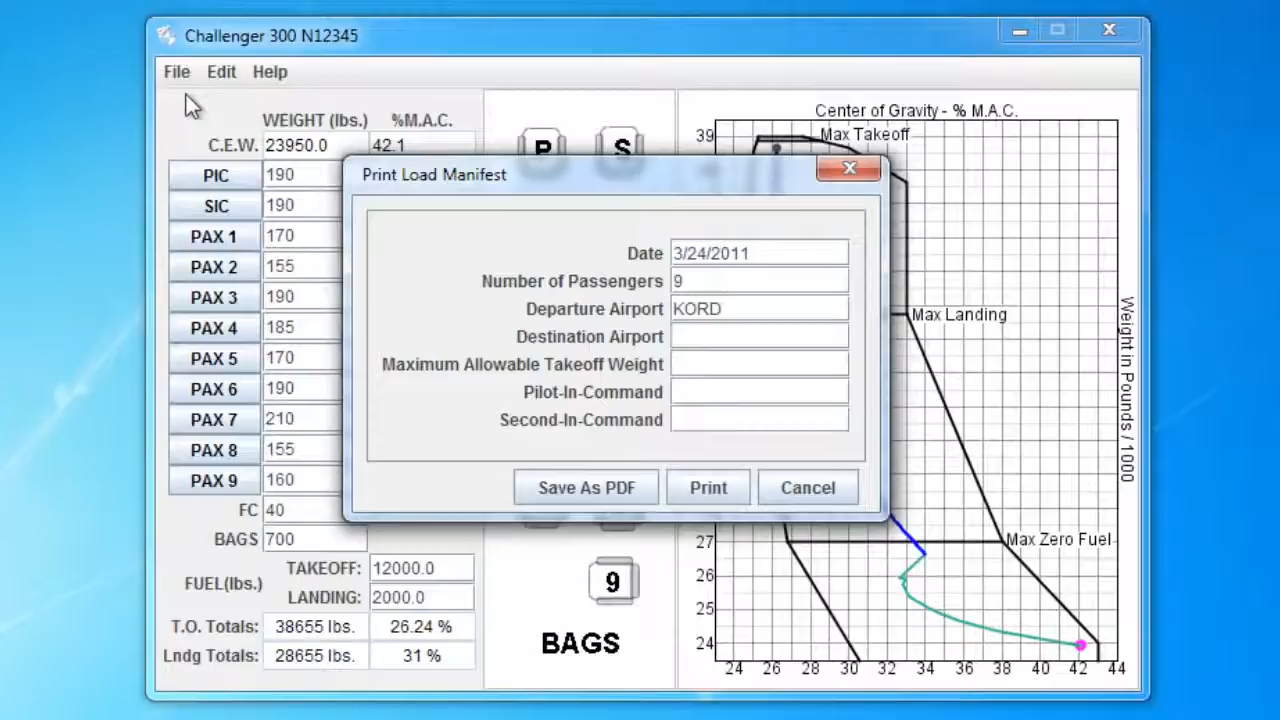 Challenger 300 N12345
File Edit Help
WEIGHT (lbs.) %M.A.C.
C.E.W. 23950.0 42.1
PIC 190
SIC 190
PAX 1 170
PAX 2 155
PAX 3 190
PAX 4 185
PAX 5 170
PAX 6 190
PAX 7 210
PAX 8 155
PAX 9 160
FC 40
BAGS 700
FUEL(lbs.)
TAKEOFF: 12000.0
LANDING: 2000.0
T.O. Totals: 38655 lbs. 26.24 %
Lndg Totals: 28655 lbs. 31 %
P S
9
BAGS
Print Load Manifest
Date 3/24/2011
Number of Passengers 9
Departure Airport KORD
Destination Airport
Maximum Allowable Takeoff Weight
Pilot-In-Command
Second-In-Command
Save As PDF Print Cancel
Center of Gravity - % M.A.C.
39
Max Takeoff
Max Landing
Weight in Pounds / 1000
27
Max Zero Fuel
26
25
24
24 26 28 30 32 34 36 38 40 42 44